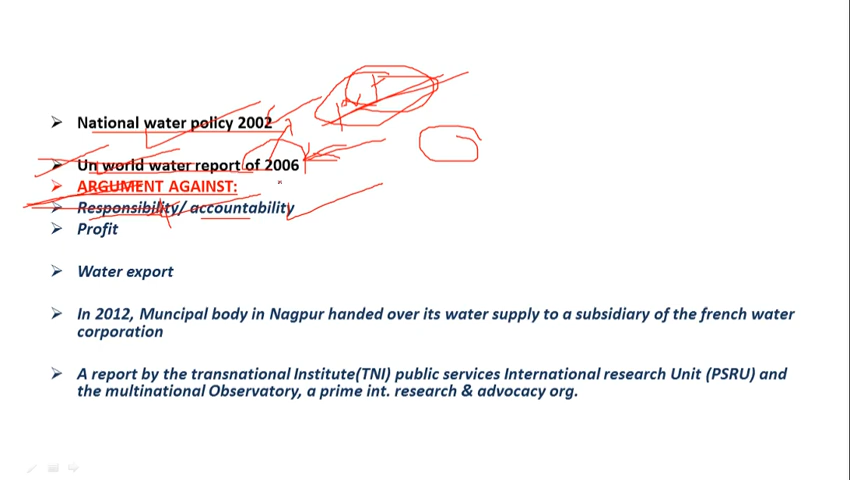 National water policy 2002
Un world water report of 2006
ARGUMENT AGAINST:
Responsibility/ accountability
Profit
Water export
In 2012, Muncipal body in Nagpur handed over its water supply to a subsidiary of the french water
corporation
A report by the transnational Institute(TNI) public services International research Unit (PSRU) and
the multinational Observatory, a prime int. research & advocacy org.